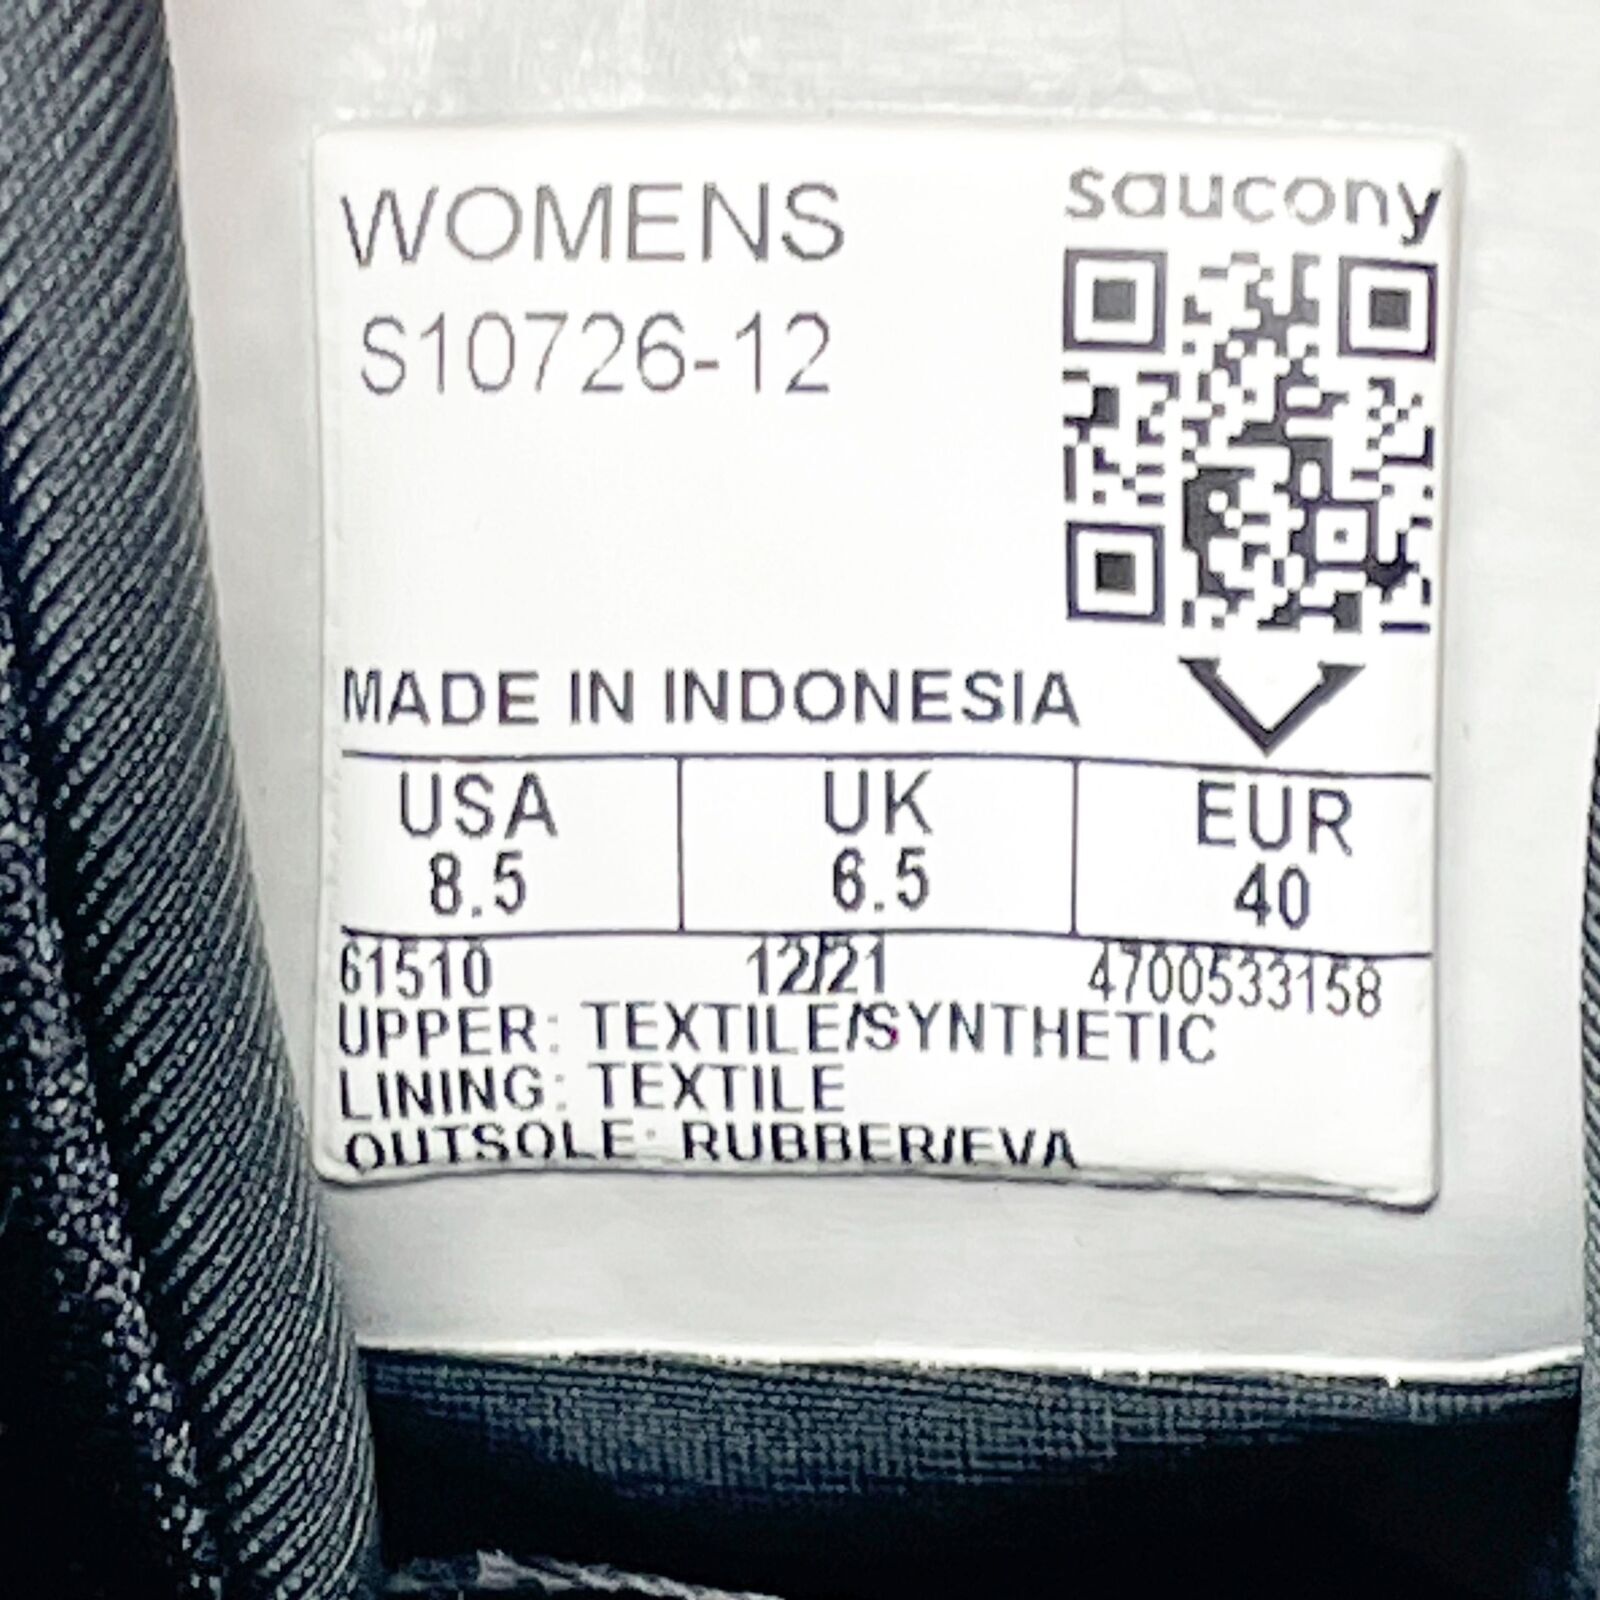 saucony
WOMENS
S10726-12
MADE IN INDONESIA
USA UK EUR
8.5 6.5 40
61510 12/21 4700533158
UPPER: TEXTILE/SYNTHETIC
LINING: TEXTILE
OUTSOLE: RUBBER/EVA